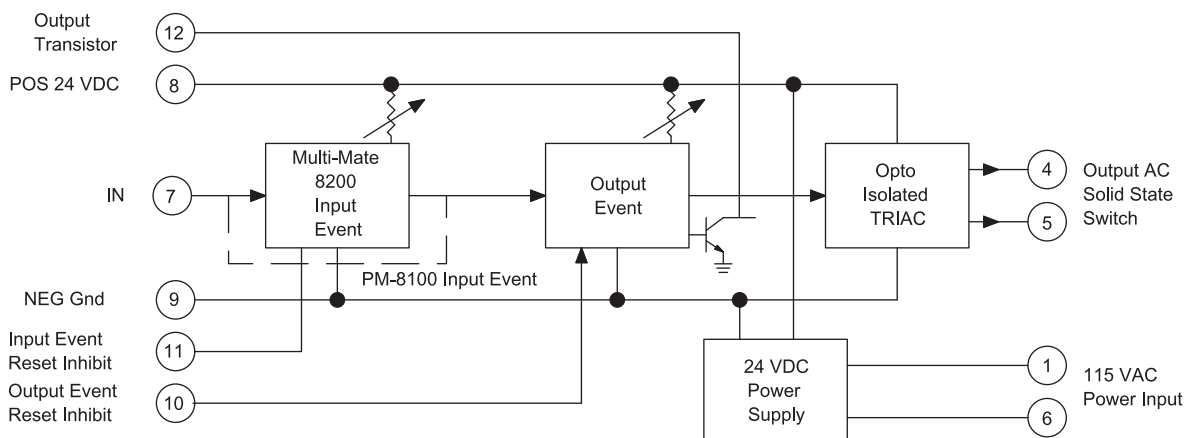 Output
Transistor
12
POS 24 VDC
8
IN
7
Multi-Mate
8200
Input
Event
Output
Event
Opto
Isolated
TRIAC
4
5
Output AC
Solid State
Switch
PM-8100 Input Event
NEG Gnd
9
Input Event
Reset Inhibit
11
Output Event
Reset Inhibit
10
24 VDC
Power
Supply
1
6
115 VAC
Power Input